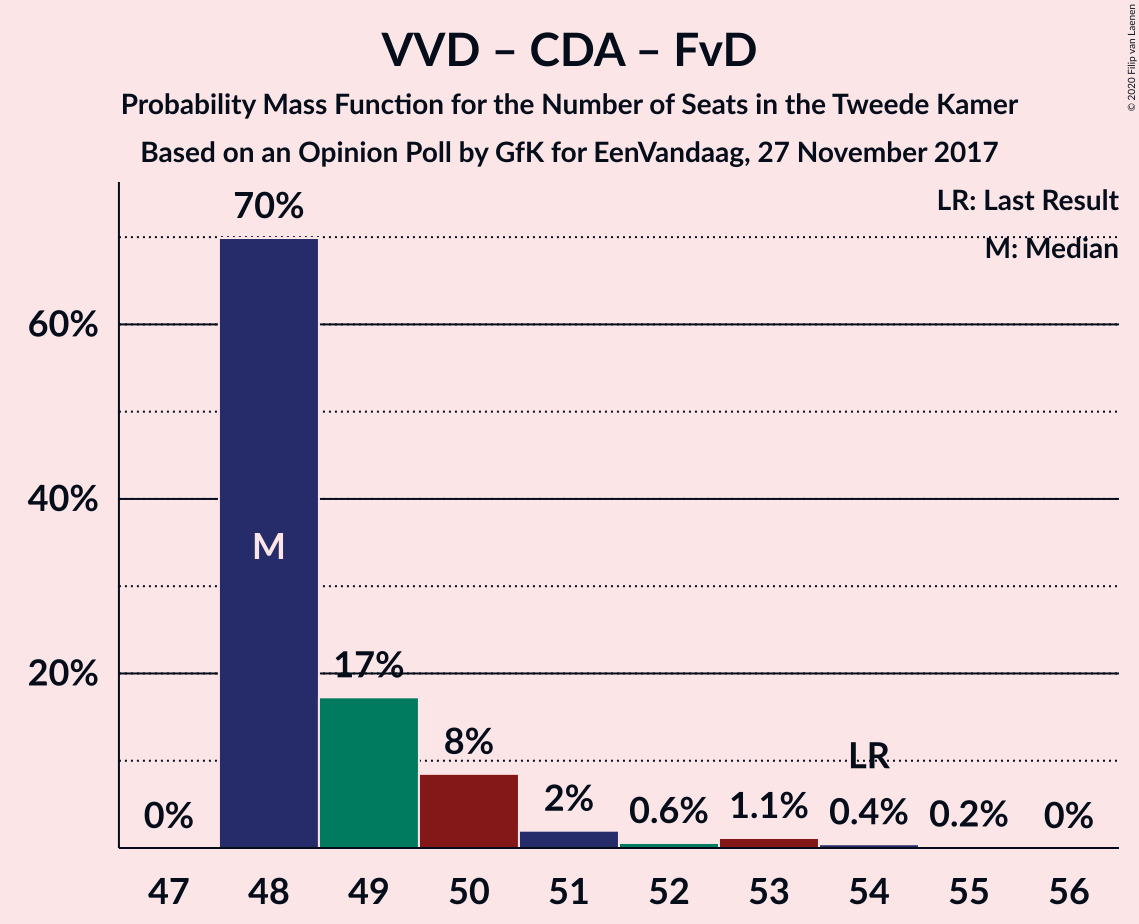 VVD – CDA – FvD
Probability Mass Function for the Number of Seats in the Tweede Kamer
Based on an Opinion Poll by GfK for EenVandaag, 27 November 2017
© 2020 Filip van Laenen
LR: Last Result
M: Median
60%
40%
20%
0%
70%
M
17%
8%
2%
0.6%
1.1%
LR
0.4%
0.2%
0%
47 48 49 50 51 52 53 54 55 56